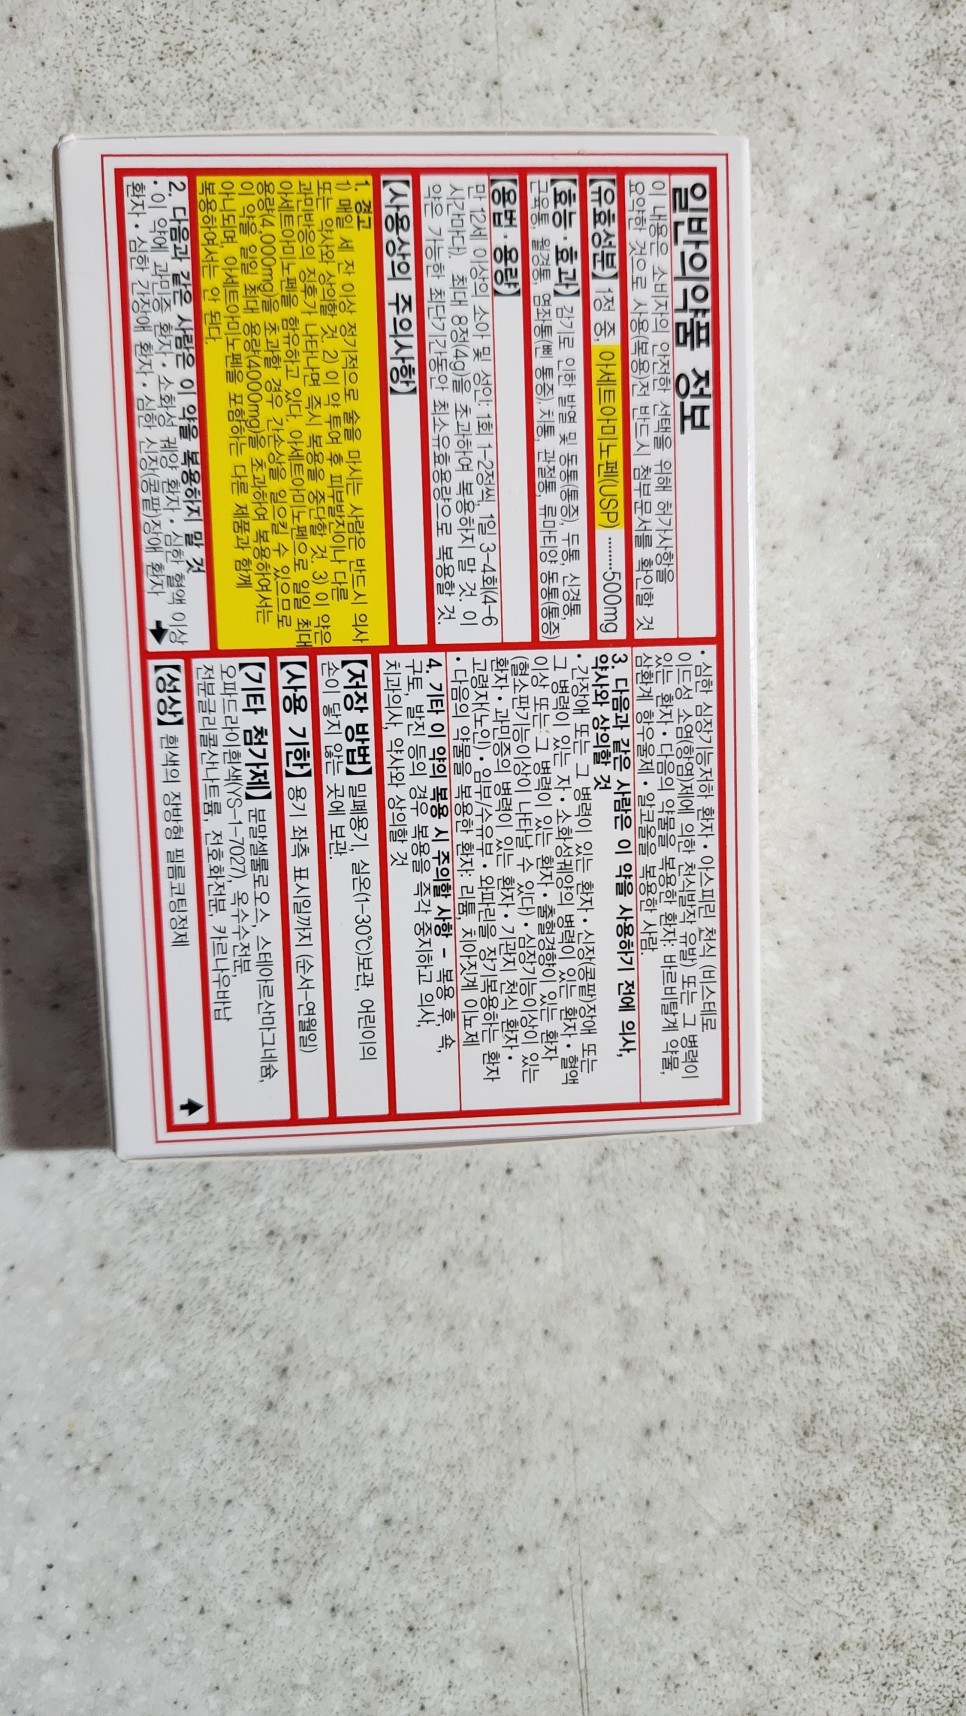 일반의약품 정보
이 내용은 소비자의 안전한 선택을 위해 허가사항을
요약한 것으로 사용(복용)전 반드시 첨부문서를 확인할 것
【유효성분】 1정 중, 아세트아미노펜(USP) ········500mg
【효능·효과】 감기로 인한 발열 및 동통(통증), 두통, 신경통,
근육통, 월경통, 염좌통(삔 통증), 치통, 관절통, 류마티양 동통(통증)
【용법·용량】
만 12세 이상의 소아 및 성인: 1회 1-2정씩, 1일 3-4회(4-6
시간마다), 최대 8정(4g)을 초과하여 복용하지 말 것. 이
약은 가능한 최단기간동안 최소유효용량으로 복용할 것.
【사용상의 주의사항】
1. 경고
1) 매일 세 잔 이상 정기적으로 술을 마시는 사람은 반드시 의사
또는 약사와 상의할 것. 2) 이 약 투여 후 피부발진이나 다른
과민반응의 징후가 나타나면 즉시 복용을 중단할 것. 3) 이 약은
아세트아미노펜을 함유하고 있다. 아세트아미노펜으로 일일 최대
용량(4,000mg)을 초과할 경우 간손상을 일으킬 수 있으므로
이 약을 일일 최대 용량(4000mg)을 초과하여 복용하여서는
아니되며, 아세트아미노펜을 포함하는 다른 제품과 함께
복용하여서는 안 된다.
2. 다음과 같은 사람은 이 약을 복용하지 말 것
• 이 약에 과민증 환자 • 소화성 궤양 환자 • 심한 혈액 이상
환자 • 심한 간장애 환자 • 심한 신장(콩팥)장애 환자
• 심한 심장기능저하 환자 • 아스피린 천식 (비스테로
이드성 소염항염제에 의한 천식발작 유발) 또는 그 병력이
있는 환자 • 다음의 약물을 복용한 환자: 바르비탈계 약물,
삼환계 항우울제 • 알코올을 복용한 사람.
3. 다음과 같은 사람은 이 약을 사용하기 전에 의사,
약사와 상의할 것
• 간장애 또는 그 병력이 있는 환자 • 신장(콩팥)장애 또는
그 병력이 있는 자 • 소화성궤양의 병력이 있는 환자 • 혈액
이상 또는 그 병력이 있는 환자 • 출혈경향이 있는 환자
(혈소판기능이상이 나타날 수 있다) • 심장기능이상이 있는
환자 • 과민증의 병력이 있는 환자 • 기관지 천식 환자 •
고령자(노인) • 임부/수유부 • 와파린을 장기복용하는 환자
• 다음의 약물을 복용한 환자: 리튬, 치아짓계 이뇨제
4. 기타 이 약의 복용 시 주의할 사항 - 복용 후, 쇽,
구토, 발진 등의 경우 복용을 즉각 중지하고 의사,
치과의사, 약사와 상의할 것
【저장 방법】 밀폐용기, 실온(1-30℃)보관, 어린이의
손이 닿지 않는 곳에 보관.
【사용 기한】 용기 좌측 표시일까지 (순서-연월일)
【기타 첨가제】 분말셀룰로오스, 스테아르산마그네슘,
오파드라이흰색(YS-1-7027), 옥수수전분,
전분글리콜산나트륨, 전호화전분, 카르나우바납
【성상】 흰색의 장방형 필름코팅정제